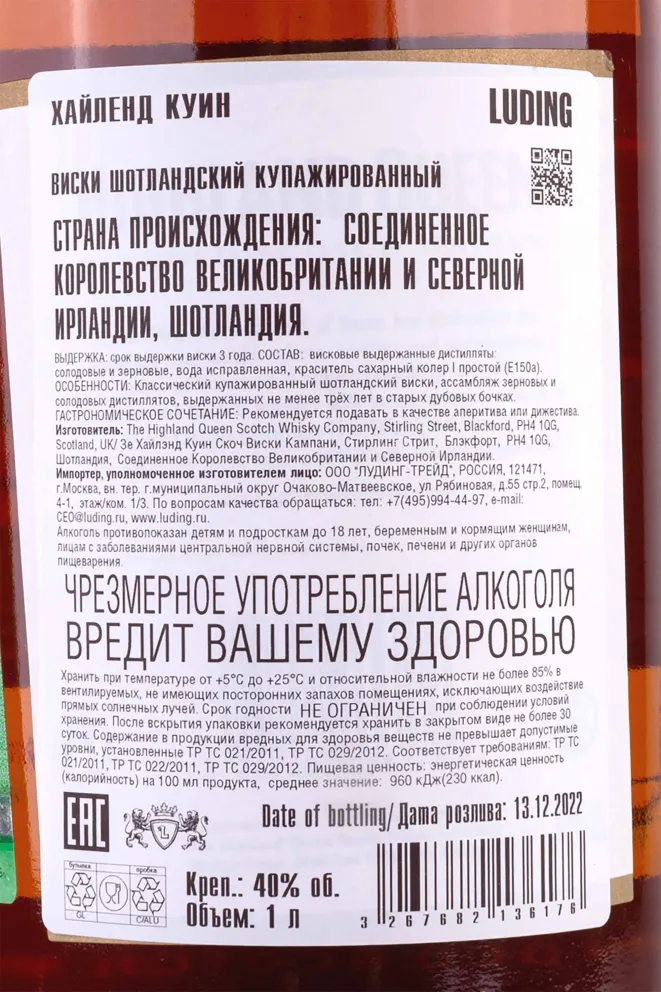 ХАЙЛЕНД КУИН
LUDING
ВИСКИ ШОТЛАНДСКИЙ КУПАЖИРОВАННЫЙ
СТРАНА ПРОИСХОЖДЕНИЯ: СОЕДИНЕННОЕ
КОРОЛЕВСТВО ВЕЛИКОБРИТАНИИ И СЕВЕРНОЙ
ИРЛАНДИИ, ШОТЛАНДИЯ.
ВЫДЕРЖКА: срок выдержки виски 3 года. СОСТАВ: висковые выдержанные дистилляты:
солодовые и зерновые, вода исправленная, краситель сахарный колер I простой (Е150а).
ОСОБЕННОСТИ: Классический купажированный шотландский виски, ассамбляж зерновых и
солодовых дистиллятов, выдержанных не менее трёх лет в старых дубовых бочках.
ГАСТРОНОМИЧЕСКОЕ СОЧЕТАНИЕ: Рекомендуется подавать в качестве аперитива или дижестива.
Изготовитель: The Highland Queen Scotch Whisky Company, Stirling Street, Blackford, PH4 1QG,
Scotland, UK/ Зе Хайлэнд Куин Скоч Виски Кампани, Стирлинг Стрит, Блэкфорт, PH4 1QG,
Шотландия, Соединенное Королевство Великобритании и Северной Ирландии.
Импортер, уполномоченное изготовителем лицо: ООО "ЛУДИНГ-ТРЕЙД", РОССИЯ, 121471,
г.Москва, вн. тер. г.муниципальный округ Очаково-Матвеевское, ул Рябиновая, д.55 стр.2, помещ.
4-1, этаж/ком. 1/3. По вопросам качества обращаться: тел: +7(495)994-44-97, e-mail:
CEO@luding.ru, www.luding.ru.
Алкоголь противопоказан детям и подросткам до 18 лет, беременным и кормящим женщинам,
лицам с заболеваниями центральной нервной системы, почек, печени и других органов
пищеварения.
ЧРЕЗМЕРНОЕ УПОТРЕБЛЕНИЕ АЛКОГОЛЯ
ВРЕДИТ ВАШЕМУ ЗДОРОВЬЮ
Хранить при температуре от +5°С до +25°С и относительной влажности не более 85% в
вентилируемых, не имеющих посторонних запахов помещениях, исключающих воздействие
прямых солнечных лучей. Срок годности НЕ ОГРАНИЧЕН при соблюдении условий
хранения. После вскрытия упаковки рекомендуется хранить в закрытом виде не более 30
суток. Содержание в продукции вредных для здоровья веществ не превышает допустимые
уровни, установленные ТР ТС 021/2011, ТР ТС 029/2012. Соответствует требованиям: ТР ТС
021/2011, ТР ТС 022/2011, ТР ТС 029/2012. Пищевая ценность: энергетическая ценность
(калорийность) на 100 мл продукта, среднее значение: 960 кДж(230 ккал).
ЕАС
L
Date of bottling/ Дата розлива: 13.12.2022
бутылка
пробка
GL
C/ALU
Креп.: 40% об.
Объем: 1 л
3 267682 136176